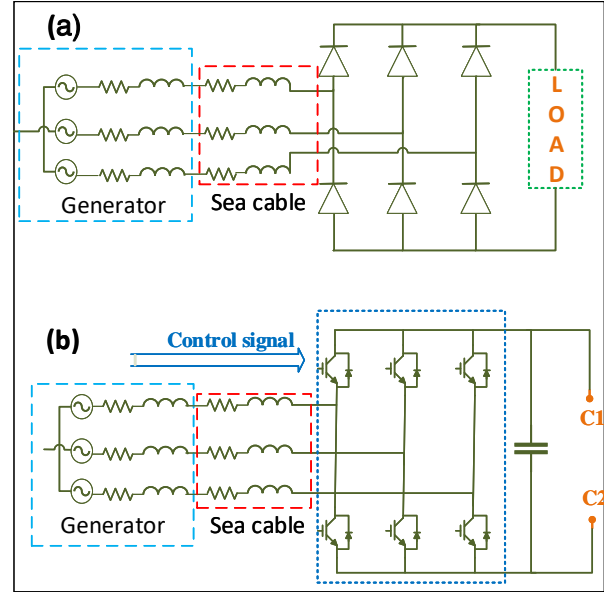 (a)
L
O
A
D
Generator
Sea cable
(b)
Control signal
C1
C2
Generator
Sea cable